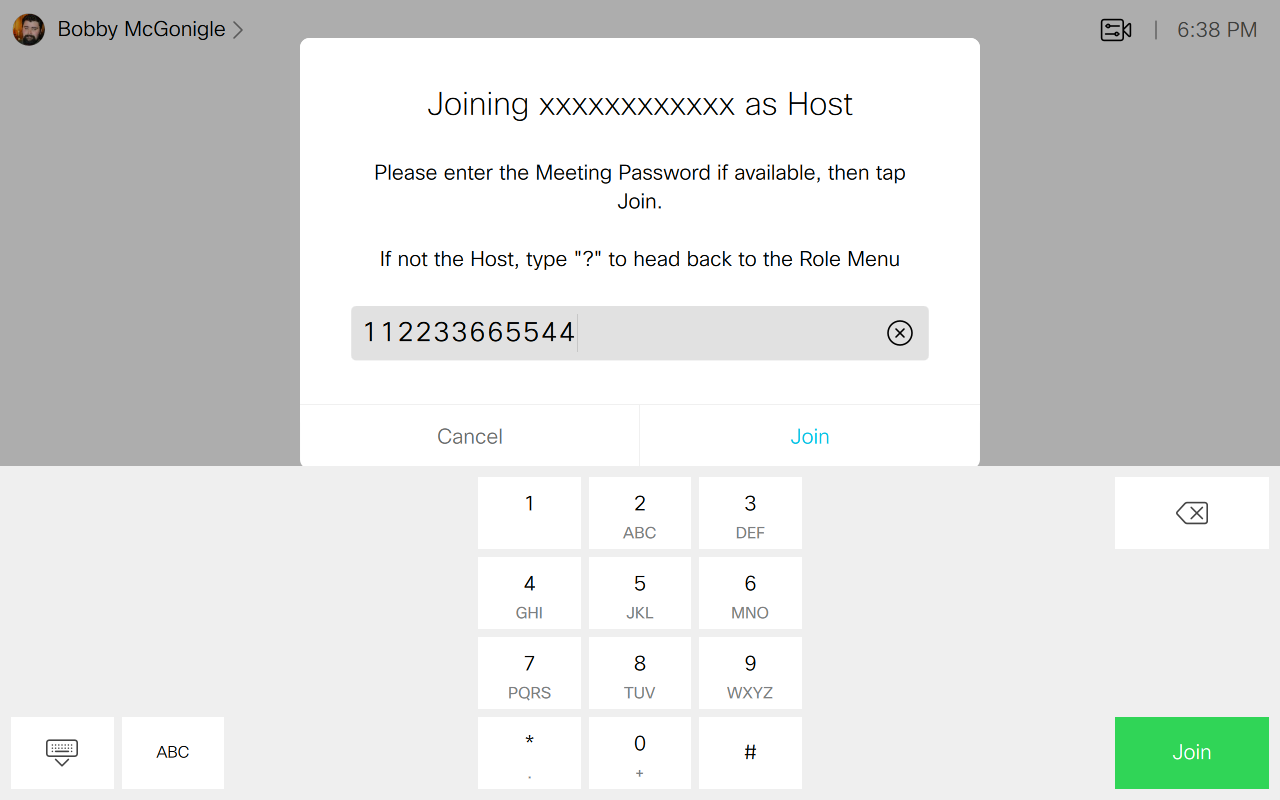 Bobby McGonigle
6:38 PM
Joining xxxxxxxxxxxx as Host
Please enter the Meeting Password if available, then tap
Join.
If not the Host, type "?" to head back to the Role Menu
112233665544
Cancel
Join
1
2
3
ABC
DEF
4
5
6
GHI
JKL
MNO
7
8
9
PQRS
TUV
WXYZ
ABC
*
0
#
.
+
Join